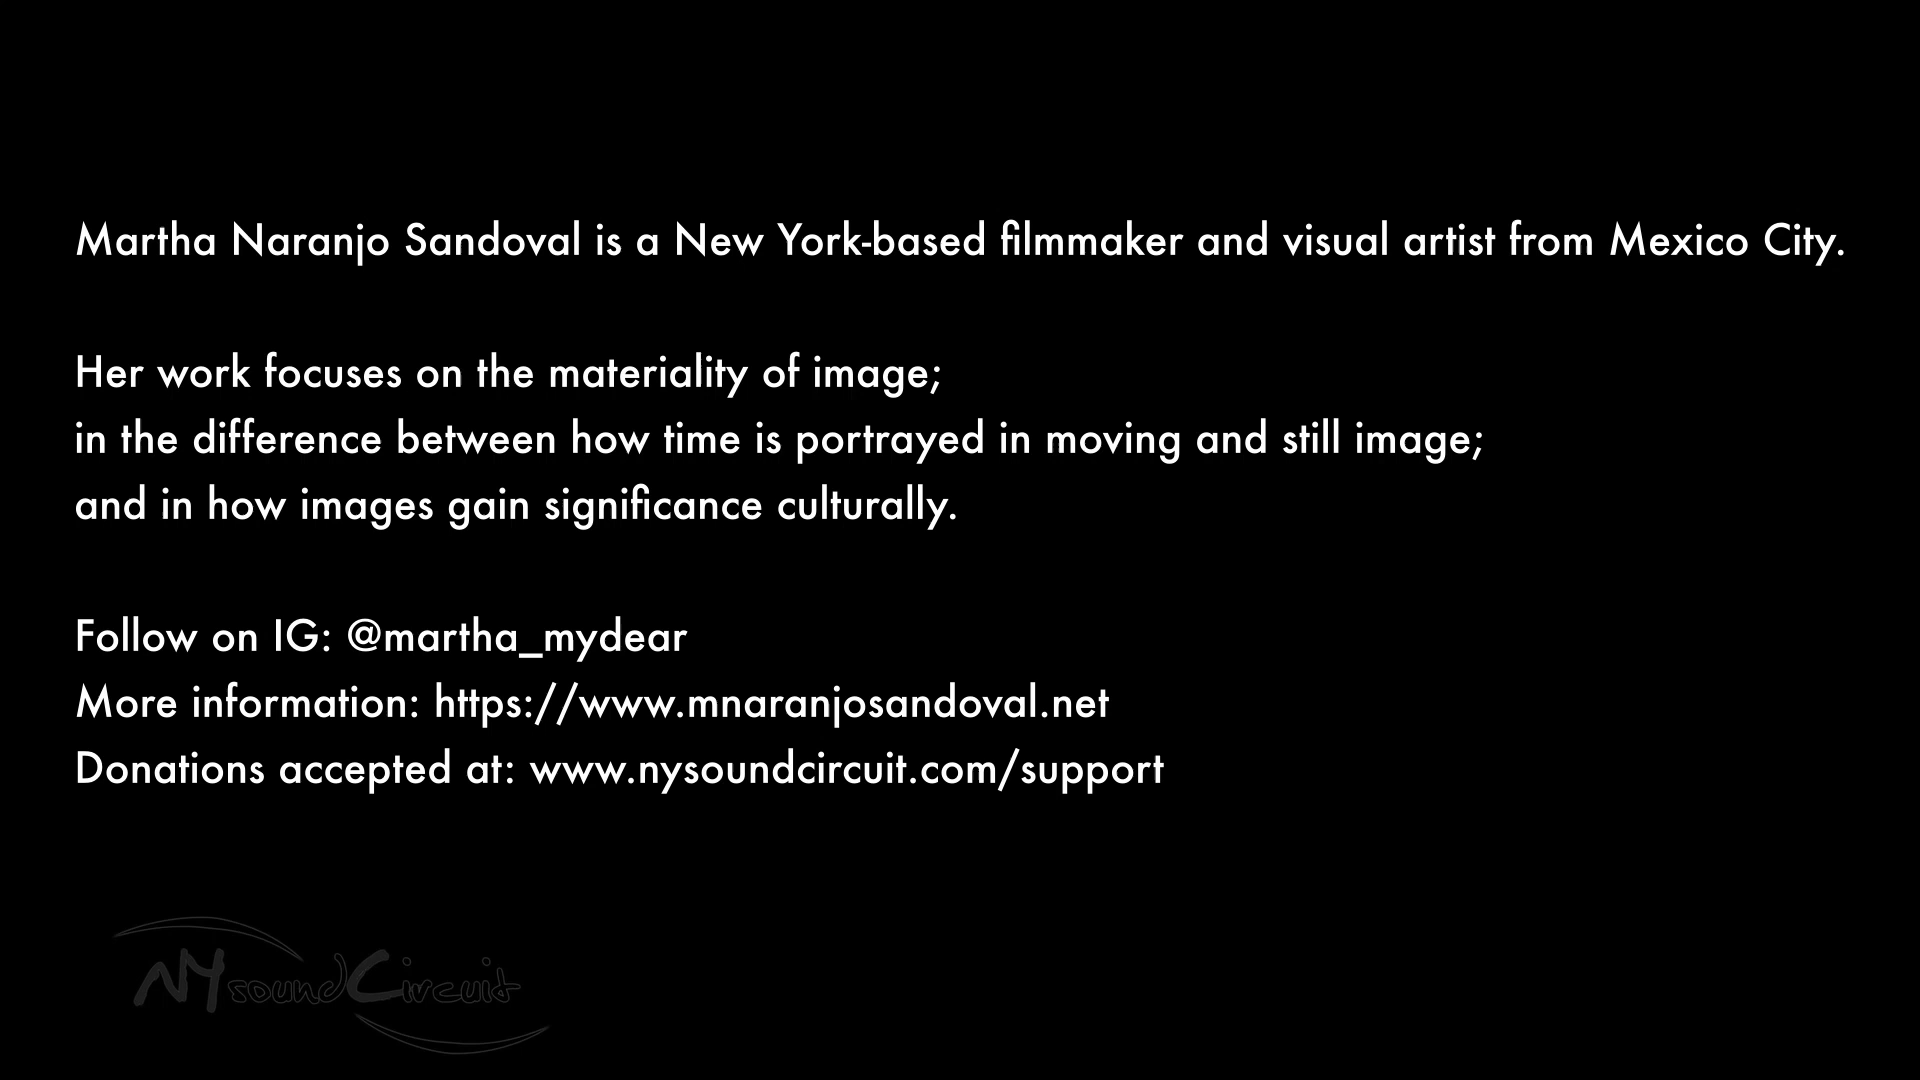 Martha Naranjo Sandoval is a New York-based filmmaker and visual artist from Mexico City.
Her work focuses on the materiality of image;
in the difference between how time is portrayed in moving and still image;
and in how images gain significance culturally.
Follow on IG: @martha_mydear
More information: https://www.mnaranjosandoval.net
Donations accepted at: www.nysoundcircuit.com/support
NYsoundCircuit